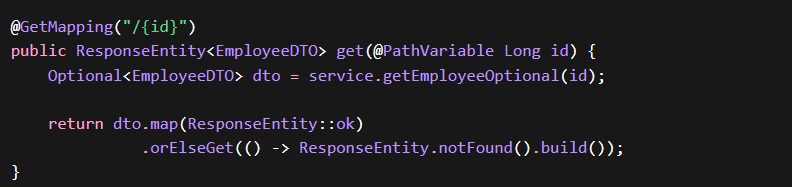 @GetMapping("/{id}")
public ResponseEntity<EmployeeDTO> get(@PathVariable Long id) {
    Optional<EmployeeDTO> dto = service.getEmployeeOptional(id);

    return dto.map(ResponseEntity::ok)
              .orElseGet(() -> ResponseEntity.notFound().build());
}